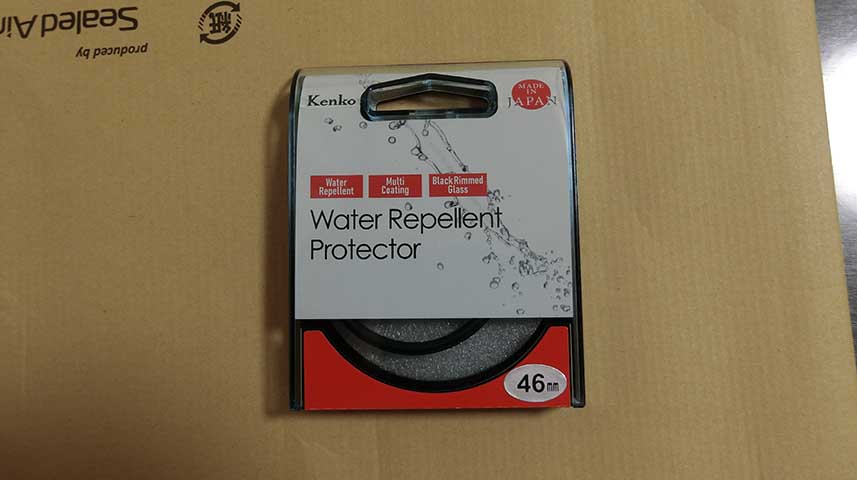 Sealed Air
produced by
紙
Kenko
MADE
IN
JAPAN
Water
Repellent
Multi
Coating
Black Rimmed
Glass
Water Repellent
Protector
46mm